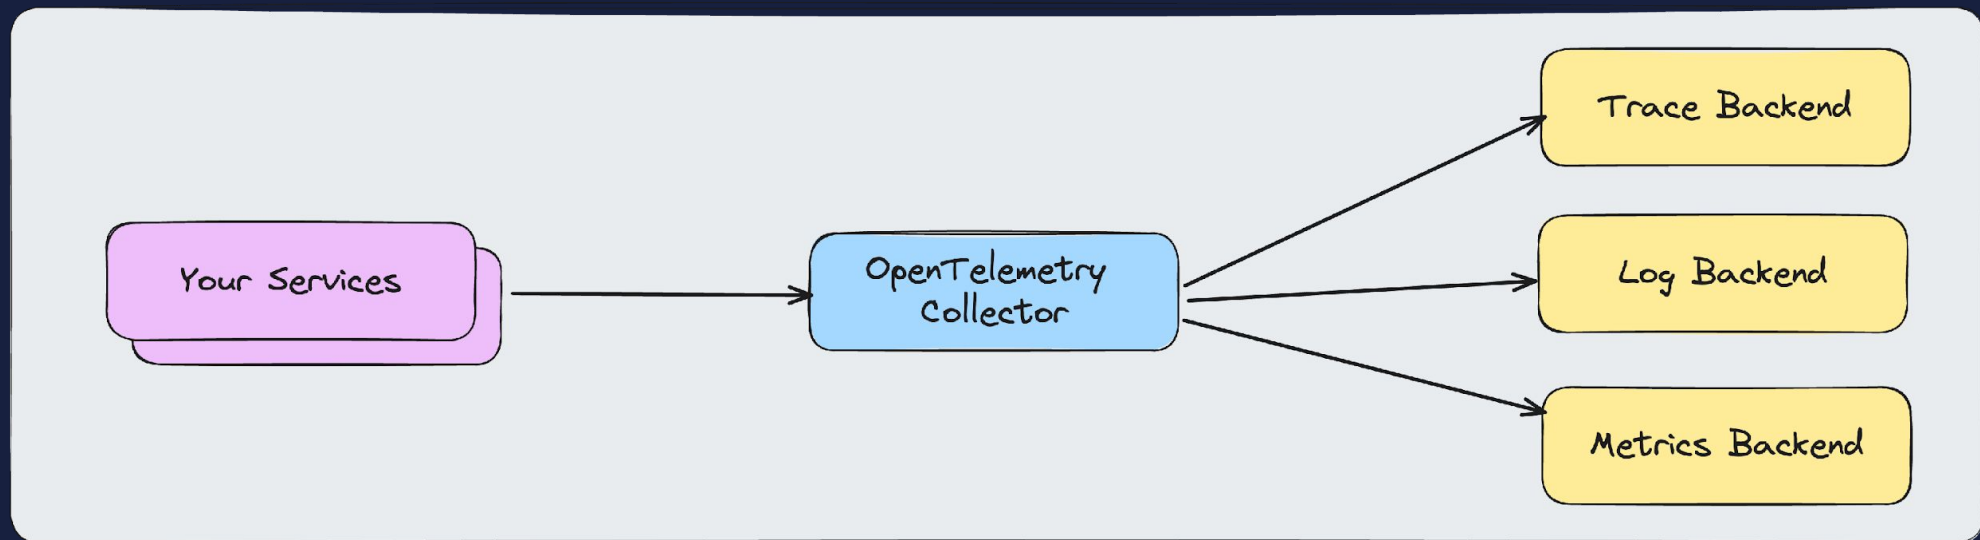 Your Services
OpenTelemetry
Collector
Trace Backend
Log Backend
Metrics Backend